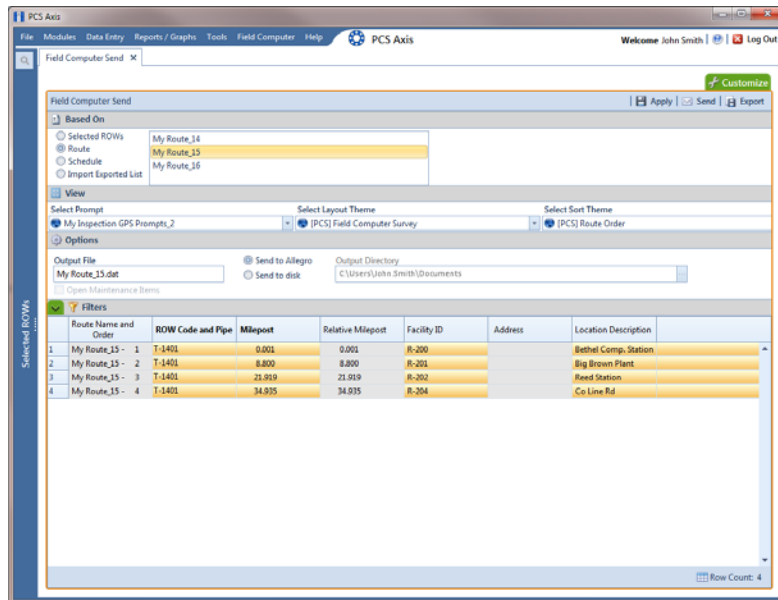 PCS Axis
File Modules Data Entry Reports / Graphs Tools Field Computer Help PCS Axis Welcome John Smith | | Log Out
Field Computer Send
Customize
Field Computer Send | Apply | Send | Export
Based On
Selected ROWs
Route
Schedule
Import Exported List
My Route_14
My Route_15
My Route_16
View
Select Prompt Select Layout Theme Select Sort Theme
My Inspection GPS Prompts_2 [PCS] Field Computer Survey [PCS] Route Order
Options
Output File Send to Allegro Output Directory
My Route_15.dat Send to disk C:\Users\John.Smith\Documents
Open Maintenance Items
Filters
Selected ROWs
Route Name and Order ROW Code and Pipe Milepost Relative Milepost Facility ID Address Location Description
1 My Route_15 - 1 T-1401 0.001 0.001 R-200 Bethel Comp. Station
2 My Route_15 - 2 T-1401 8.800 8.800 R-201 Big Brown Plant
3 My Route_15 - 3 T-1401 21.919 21.919 R-202 Reed Station
4 My Route_15 - 4 T-1401 34.935 34.935 R-204 Co Line Rd
Row Count: 4